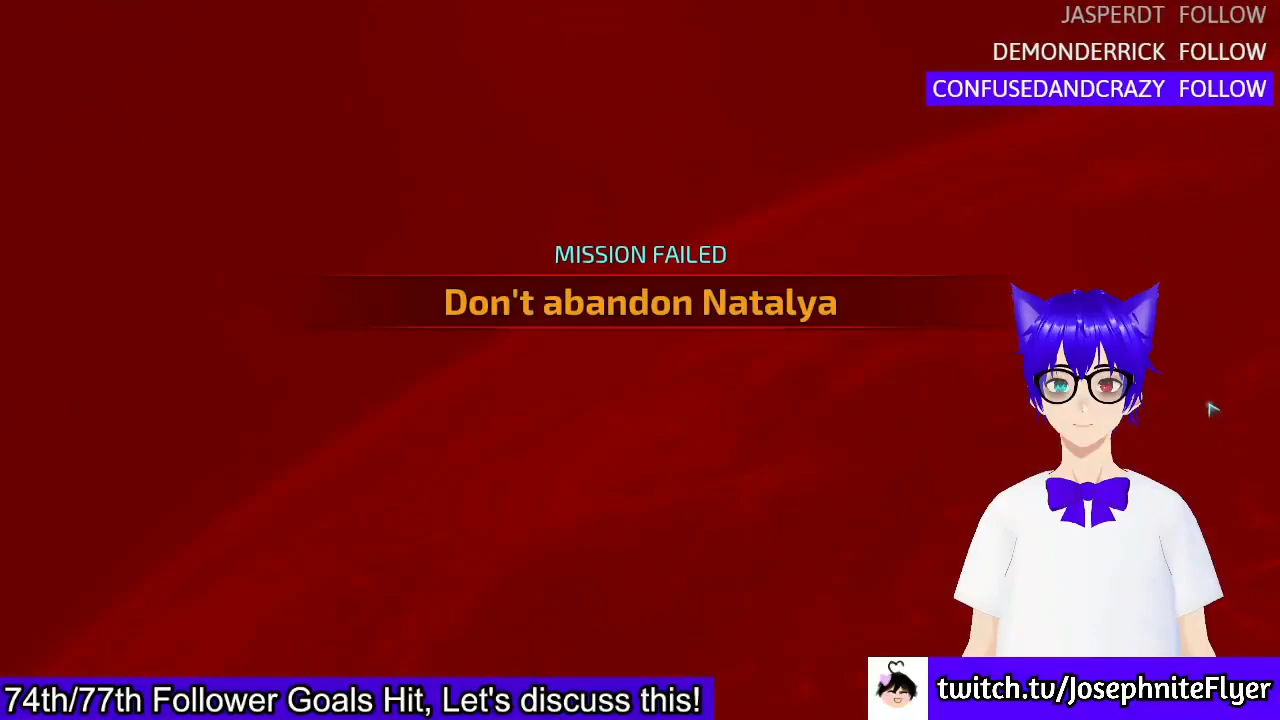 JASPERDT FOLLOW
DEMONDERRICK FOLLOW
CONFUSEDANDCRAZY FOLLOW
MISSION FAILED
Don't abandon Natalya
74th/77th Follower Goals Hit, Let's discuss this!
twitch.tv/JosephniteFlyer